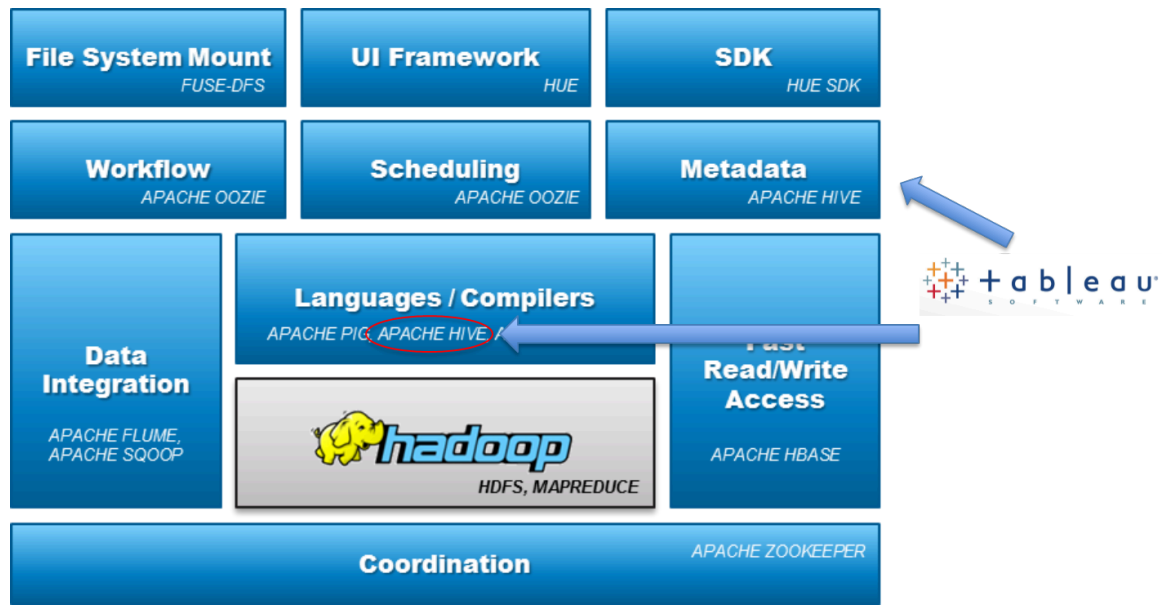 File System Mount
FUSE-DFS
UI Framework
HUE
SDK
HUE SDK
Workflow
APACHE OOZIE
Scheduling
APACHE OOZIE
Metadata
APACHE HIVE
+ a b l e a u
S O F T W A R E
Languages / Compilers
APACHE PIG, APACHE HIVE, A
Data
Integration
APACHE FLUME,
APACHE SQOOP
Fast
Read/Write
Access
APACHE HBASE
hadoop
HDFS, MAPREDUCE
Coordination
APACHE ZOOKEEPER